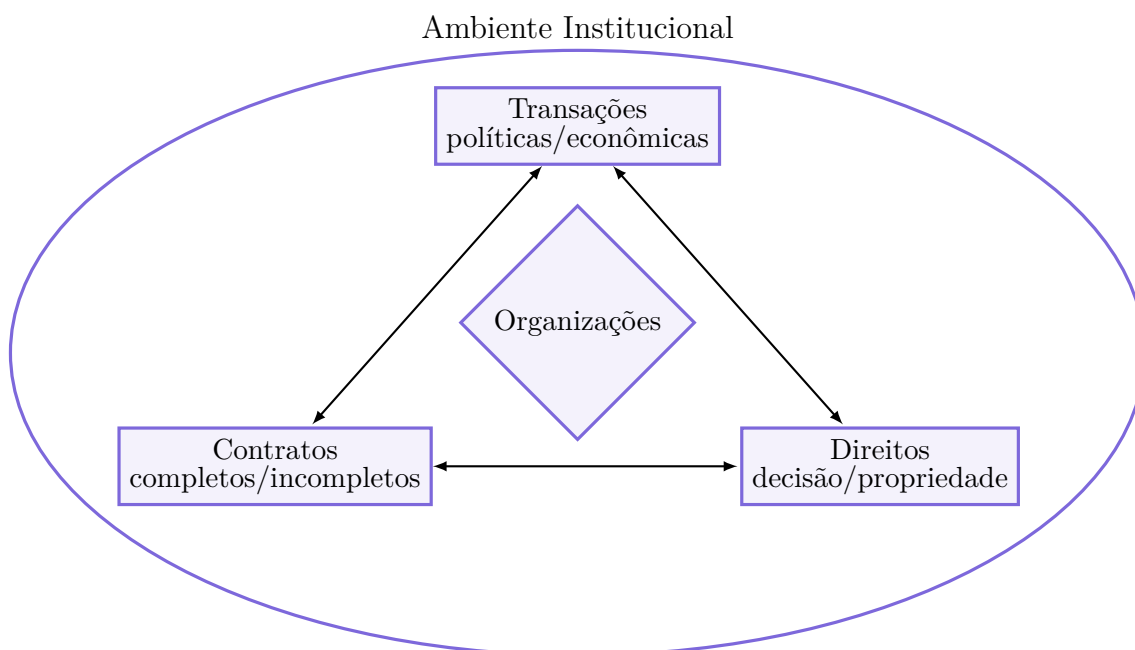 Ambiente Institucional
Transações
políticas/econômicas
Organizações
Contratos
completos/incompletos
Direitos
decisão/propriedade